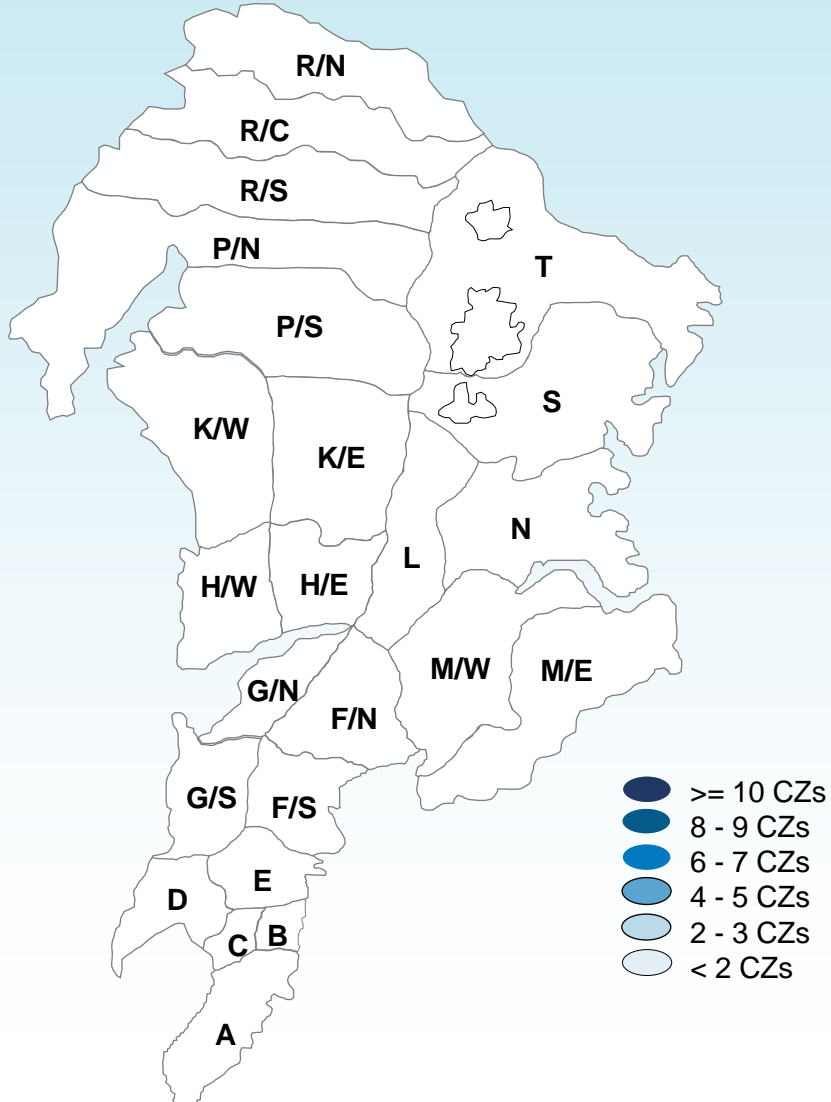 R/N
R/C
R/S
P/N
T
P/S
S
K/W
K/E
N
L
H/W
H/E
M/W
M/E
G/N
F/N
G/S
F/S
E
D
B
C
A
>= 10 CZs
8 - 9 CZs
6 - 7 CZs
4 - 5 CZs
2 - 3 CZs
< 2 CZs